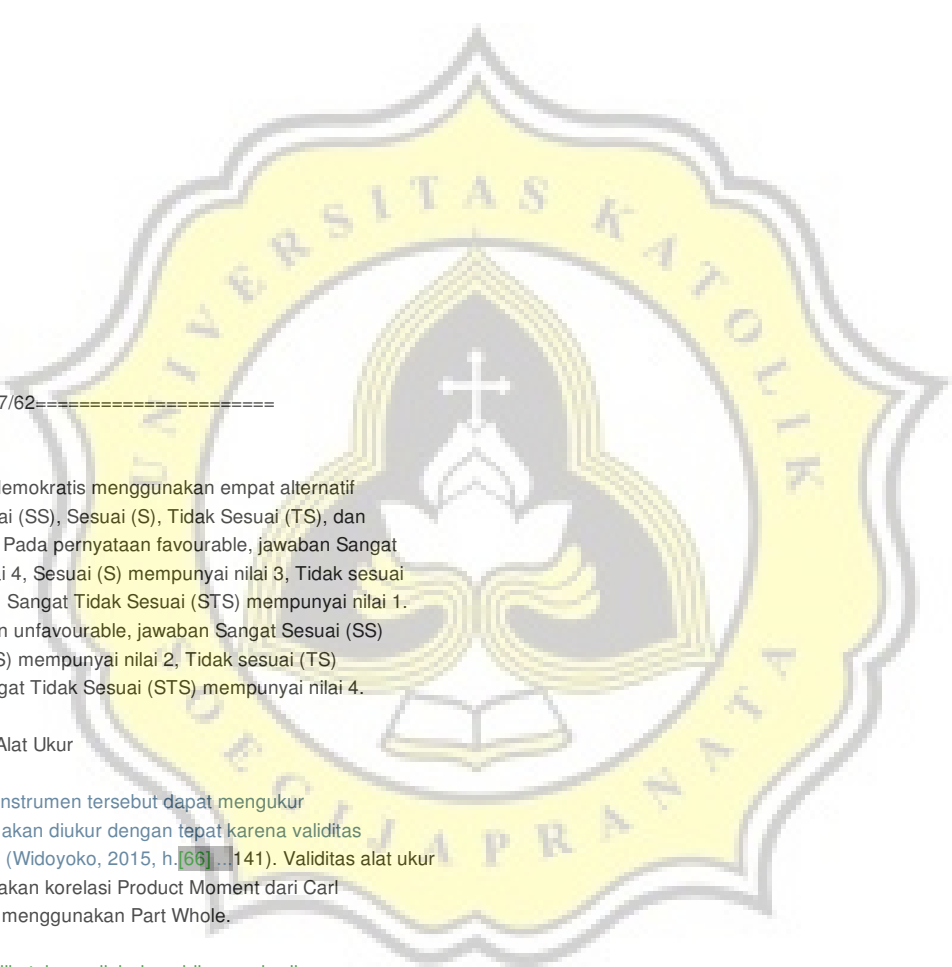 UNIVERSITAS KATOLIK
SOEGIJAPRANATA
7/62======================
demokratis menggunakan empat alternatif
ai (SS), Sesuai (S), Tidak Sesuai (TS), dan
Pada pernyataan favourable, jawaban Sangat
ai 4, Sesuai (S) mempunyai nilai 3, Tidak sesuai
Sangat Tidak Sesuai (STS) mempunyai nilai 1.
n unfavourable, jawaban Sangat Sesuai (SS)
S) mempunyai nilai 2, Tidak sesuai (TS)
gat Tidak Sesuai (STS) mempunyai nilai 4.
Alat Ukur
nstrumen tersebut dapat mengukur
akan diukur dengan tepat karena validitas
(Widoyoko, 2015, h.[66] ...141). Validitas alat ukur
akan korelasi Product Moment dari Carl
menggunakan Part Whole.